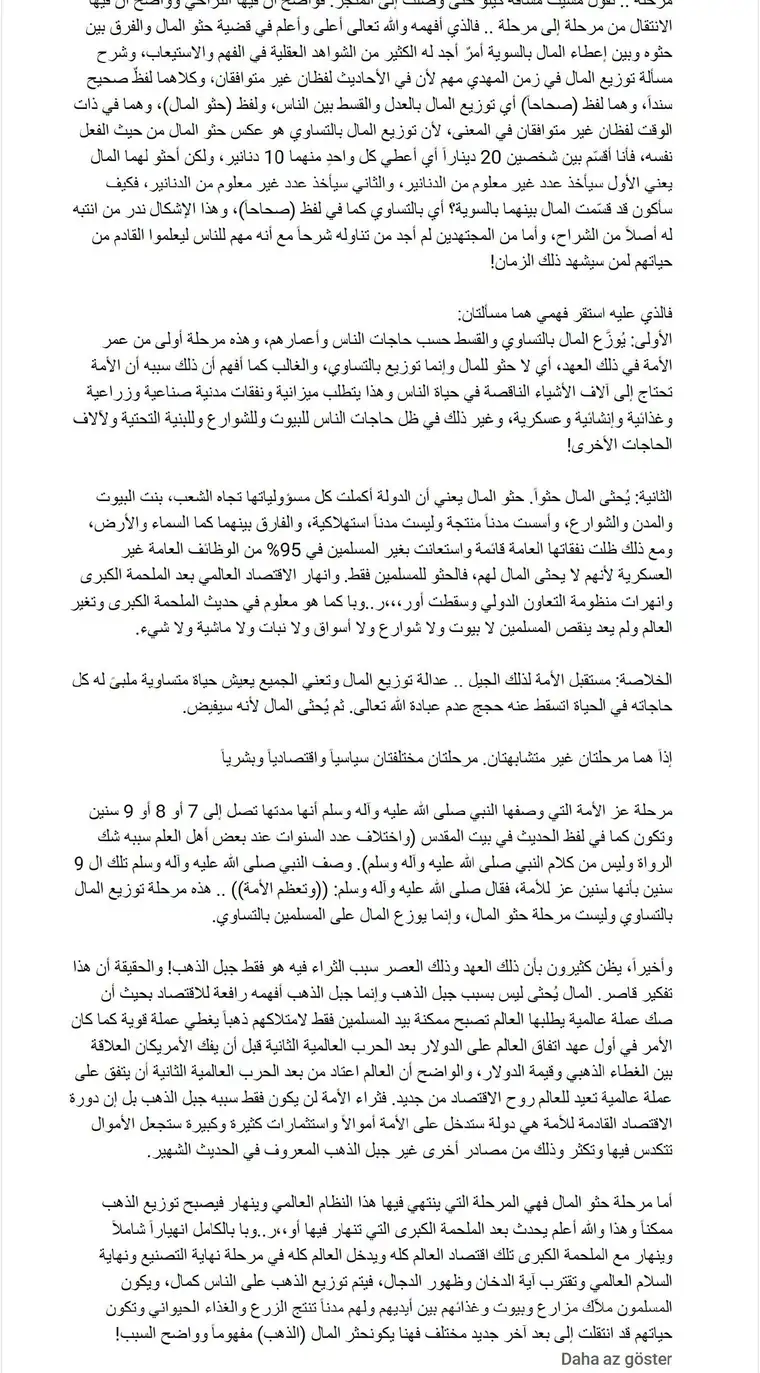 مرحلة .. تقول مشيت مسافة كيلو حتى وصلت إلى المتجر. فواضح أن فيها التراخي وواضح أن فيها
الانتقال من مرحلة إلى مرحلة .. فالذي أفهمه والله تعالى أعلى وأعلم في قضية حثو المال والفرق بين
حثوه وبين إعطاء المال بالسوية أمرٌ أجد له الكثير من الشواهد العقلية في الفهم والاستيعاب، وشرح
مسألة توزيع المال في زمن المهدي مهم لأن في الأحاديث لفظان غير متوافقان، وكلاهما لفظٌ صحيح
سنداً، وهما لفظ (صحاحاً) أي توزيع المال بالعدل والقسط بين الناس، ولفظ (حثو المال)، وهما في ذات
الوقت لفظان غير متوافقان في المعنى، لأن توزيع المال بالتساوي هو عكس حثو المال من حيث الفعل
نفسه، فأنا أقسّم بين شخصين 20 ديناراً أي أعطي كل واحدٍ منهما 10 دنانير، ولكن أحثو لهما المال
يعني الأول سيأخذ عدد غير معلوم من الدنانير، والثاني سيأخذ عدد غير معلوم من الدنانير، فكيف
سأكون قد قسّمت المال بينهما بالسوية؟ أي بالتساوي كما في لفظ (صحاحاً)، وهذا الإشكال ندر من انتبه
له أصلاً من الشراح، وأما من المجتهدين لم أجد من تناوله شرحاً مع أنه مهم للناس ليعلموا القادم من
حياتهم لمن سيشهد ذلك الزمان!
فالذي عليه استقر فهمي هما مسألتان:
الأولى: يُوزَّع المال بالتساوي والقسط حسب حاجات الناس وأعمارهم، وهذه مرحلة أولى من عمر
الأمة في ذلك العهد، أي لا حثو للمال وإنما توزيع بالتساوي، والغالب كما أفهم أن ذلك سببه أن الأمة
تحتاج إلى آلاف الأشياء الناقصة في حياة الناس وهذا يتطلب ميزانية ونفقات مدنية صناعية وزراعية
وغذائية وإنشائية وعسكرية، وغير ذلك في ظل حاجات الناس للبيوت وللشوارع وللبنية التحتية ولآلاف
الحاجات الأخرى!
الثانية: يُحثى المال حثواً. حثو المال يعني أن الدولة أكملت كل مسؤولياتها تجاه الشعب، بنت البيوت
والمدن والشوارع، وأسست مدناً منتجة وليست مدناً استهلاكية، والفارق بينهما كما السماء والأرض،
ومع ذلك ظلت نفقاتها العامة قائمة واستعانت بغير المسلمين في 95% من الوظائف العامة غير
العسكرية لأنهم لا يحثى المال لهم، فالحثو للمسلمين فقط. وانهار الاقتصاد العالمي بعد الملحمة الكبرى
وانهرات منظومة التعاون الدولي وسقطت أور،،،ر..وبا كما هو معلوم في حديث الملحمة الكبرى وتغير
العالم ولم يعد ينقص المسلمين لا بيوت ولا شوارع ولا أسواق ولا نبات ولا ماشية ولا شيء.
الخلاصة: مستقبل الأمة لذلك الجيل .. عدالة توزيع المال وتعني الجميع يعيش حياة متساوية ملبىً له كل
حاجاته في الحياة اتسقط عنه حجج عدم عبادة الله تعالى. ثم يُحثى المال لأنه سيفيض.
إذاً هما مرحلتان غير متشابهتان. مرحلتان مختلفتان سياسياً واقتصادياً وبشرياً
مرحلة عز الأمة التي وصفها النبي صلى الله عليه وآله وسلم أنها مدتها تصل إلى 7 أو 8 أو 9 سنين
وتكون كما في لفظ الحديث في بيت المقدس (واختلاف عدد السنوات عند بعض أهل العلم سببه شك
الرواة وليس من كلام النبي صلى الله عليه وآله وسلم). وصف النبي صلى الله عليه وآله وسلم تلك ال 9
سنين بأنها سنين عز للأمة، فقال صلى الله عليه وآله وسلم: ((وتعظم الأمة)) .. هذه مرحلة توزيع المال
بالتساوي وليست مرحلة حثو المال، وإنما يوزع المال على المسلمين بالتساوي.
وأخيراً، يظن كثيرون بأن ذلك العهد وذلك العصر سبب الثراء فيه هو فقط جبل الذهب! والحقيقة أن هذا
تفكير قاصر. المال يُحثى ليس بسبب جبل الذهب وإنما جبل الذهب أفهمه رافعة للاقتصاد بحيث أن
صك عملة عالمية يطلبها العالم تصبح ممكنة بيد المسلمين فقط لامتلاكهم ذهباً يغطي عملة قوية كما كان
الأمر في أول عهد اتفاق العالم على الدولار بعد الحرب العالمية الثانية قبل أن يفك الأمريكان العلاقة
بين الغطاء الذهبي وقيمة الدولار، والواضح أن العالم اعتاد من بعد الحرب العالمية الثانية أن يتفق على
عملة عالمية تعيد للعالم روح الاقتصاد من جديد. فثراء الأمة لن يكون فقط سببه جبل الذهب بل إن دورة
الاقتصاد القادمة للأمة هي دولة ستدخل على الأمة أموالاً واستثمارات كثيرة وكبيرة ستجعل الأموال
تتكدس فيها وتكثر وذلك من مصادر أخرى غير جبل الذهب المعروف في الحديث الشهير.
أما مرحلة حثو المال فهي المرحلة التي ينتهي فيها هذا النظام العالمي وينهار فيصبح توزيع الذهب
ممكناً وهذا والله أعلم يحدث بعد الملحمة الكبرى التي تنهار فيها أو،،ر..وبا بالكامل انهياراً شاملاً
وينهار مع الملحمة الكبرى تلك اقتصاد العالم كله ويدخل العالم كله في مرحلة نهاية التصنيع ونهاية
السلام العالمي وتقترب آية الدخان وظهور الدجال، فيتم توزيع الذهب على الناس كمال، ويكون
المسلمون ملاّك مزارع وبيوت وغذائهم بين أيديهم ولهم مدناً تنتج الزرع والغذاء الحيواني وتكون
حياتهم قد انتقلت إلى بعد آخر جديد مختلف فهنا يكونحثر المال (الذهب) مفهوماً وواضح السبب!
Daha az göster